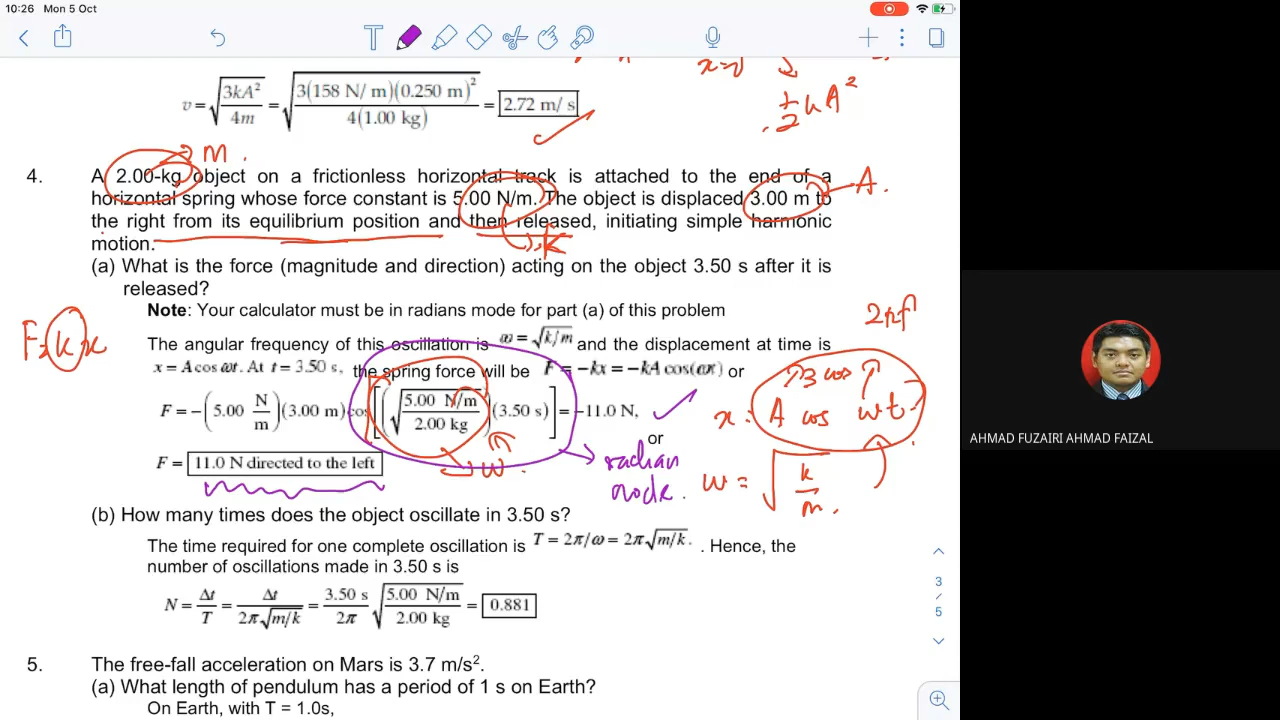 10:26 Mon 5 Oct
v = √(3kA²/4m) = √(3(158 N/m)(0.250 m)²/4(1.00 kg)) = 2.72 m/s
½kA²
m.
4. A 2.00-kg object on a frictionless horizontal track is attached to the end of a
horizontal spring whose force constant is 5.00 N/m. The object is displaced 3.00 m to
A.
the right from its equilibrium position and then released, initiating simple harmonic
motion.
k
(a) What is the force (magnitude and direction) acting on the object 3.50 s after it is
released?
Note: Your calculator must be in radians mode for part (a) of this problem
2πf
F=kx
The angular frequency of this oscillation is ω = √k/m and the displacement at time is
x = A cos ωt. At t = 3.50 s, the spring force will be F = −kx = −kA cos(ωt) or
3 cos
x = A cos ωt
F = −(5.00 N/m)(3.00 m)cos[(√(5.00 N/m/2.00 kg))(3.50 s)] = −11.0 N,
or
F = 11.0 N directed to the left
ω
radian
mode.
ω = √(k/m)
(b) How many times does the object oscillate in 3.50 s?
The time required for one complete oscillation is T = 2π/ω = 2π√m/k. . Hence, the
number of oscillations made in 3.50 s is
N = Δt/T = Δt/2π√m/k = 3.50 s/2π √(5.00 N/m/2.00 kg) = 0.881
3
/
5
5. The free-fall acceleration on Mars is 3.7 m/s².
(a) What length of pendulum has a period of 1 s on Earth?
On Earth, with T = 1.0s,
AHMAD FUZAIRI AHMAD FAIZAL